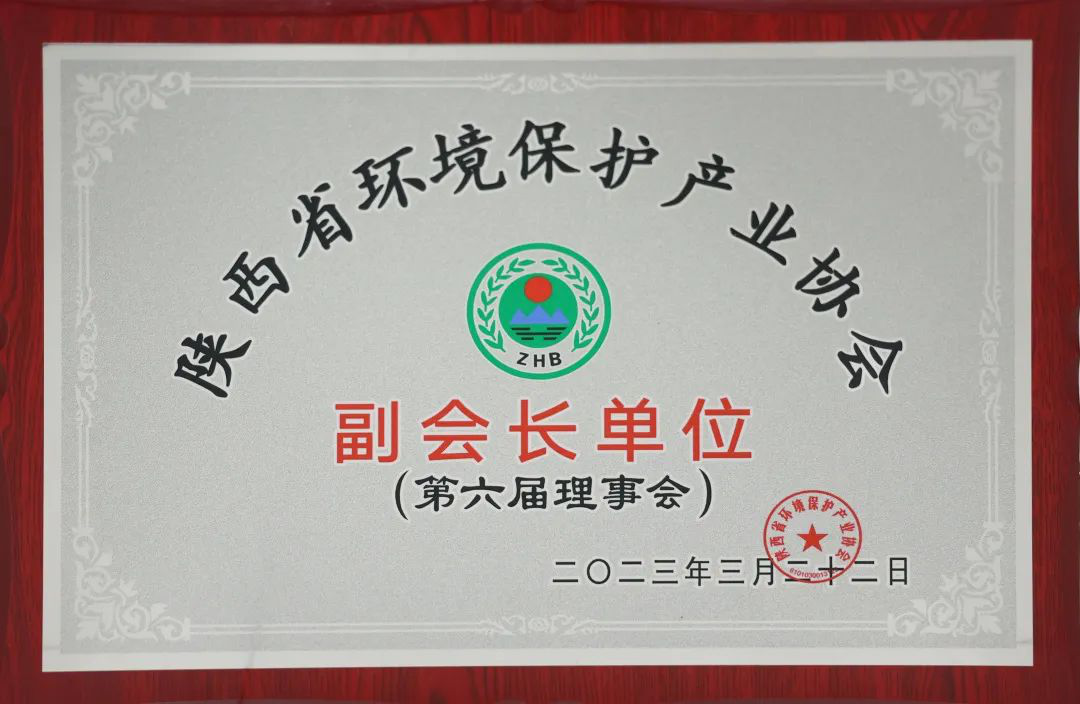 陕西省环境保护产业协会
ZHB
副会长单位
(第六届理事会)
陕西省环境保护产业协会
二〇二三年三月二十二日